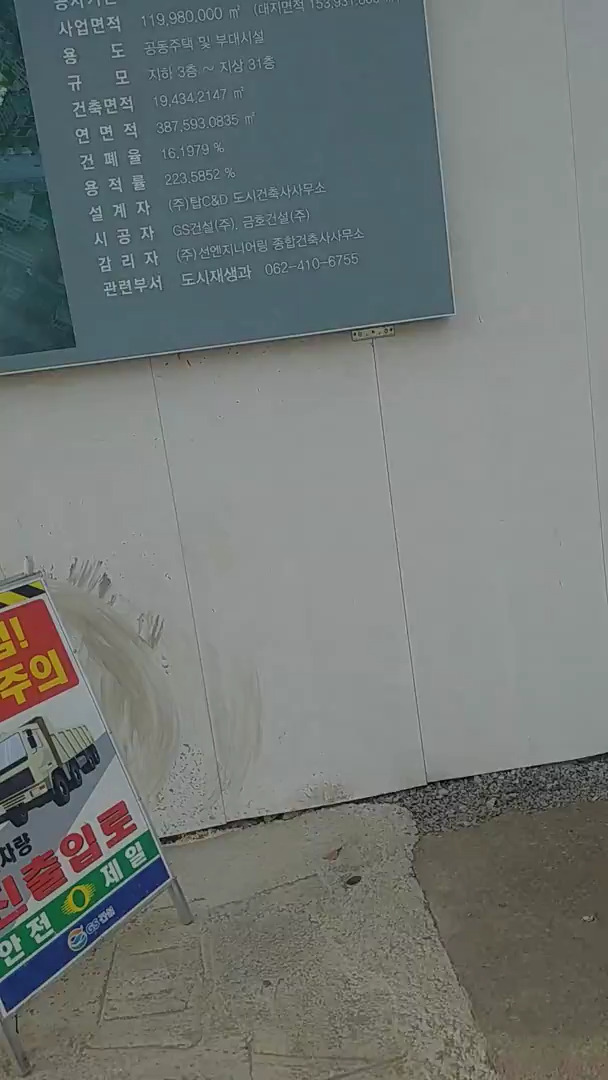 사업면적 119,980.000 ㎡ (대지면적
용 도 공동주택 및 부대시설
규 모 지하 3층 ~ 지상 31층
건축면적 19,434.2147 ㎡
연 면 적 387,593.0835 ㎡
건 폐 율 16.1979 %
용 적 률 223.5852 %
설 계 자 (주)탑C&D 도시건축사사무소
시 공 자 GS건설(주), 금호건설(주)
감 리 자 (주)선엔지니어링 종합건축사사무소
관련부서 도시재생과 062-410-6755
주의
차량
출입로
안전 제일
GS건설